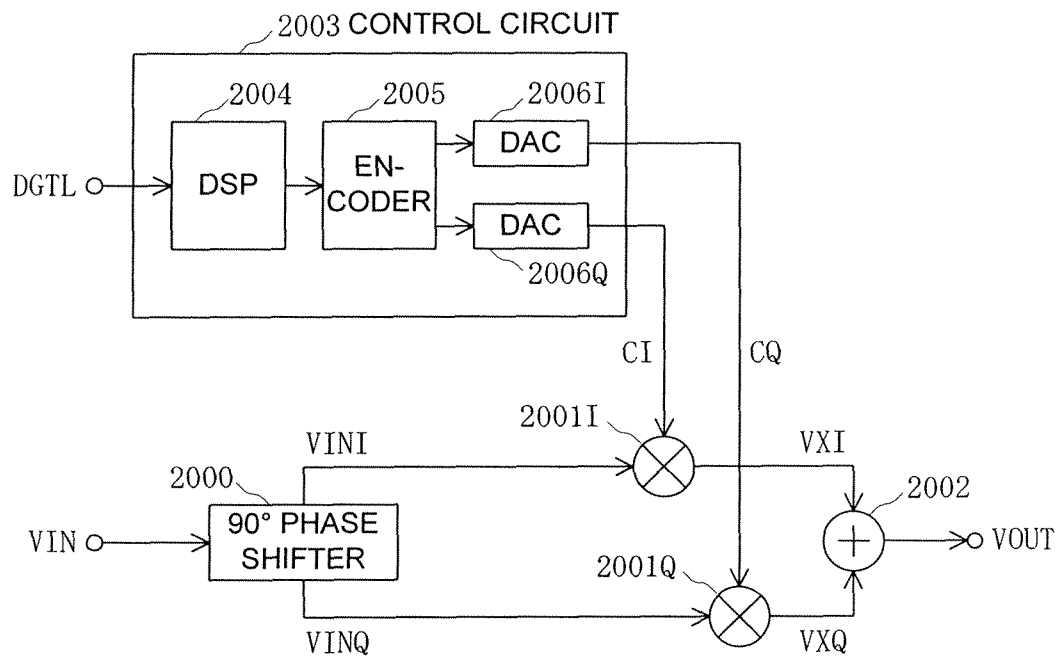 2003 CONTROL CIRCUIT
2004
2005
2006I
DGTL
DSP
EN-
CODER
DAC
DAC
2006Q
CI
CQ
2001I
VINI
VXI
2000
2002
VIN
90° PHASE
SHIFTER
VOUT
2001Q
VINQ
VXQ